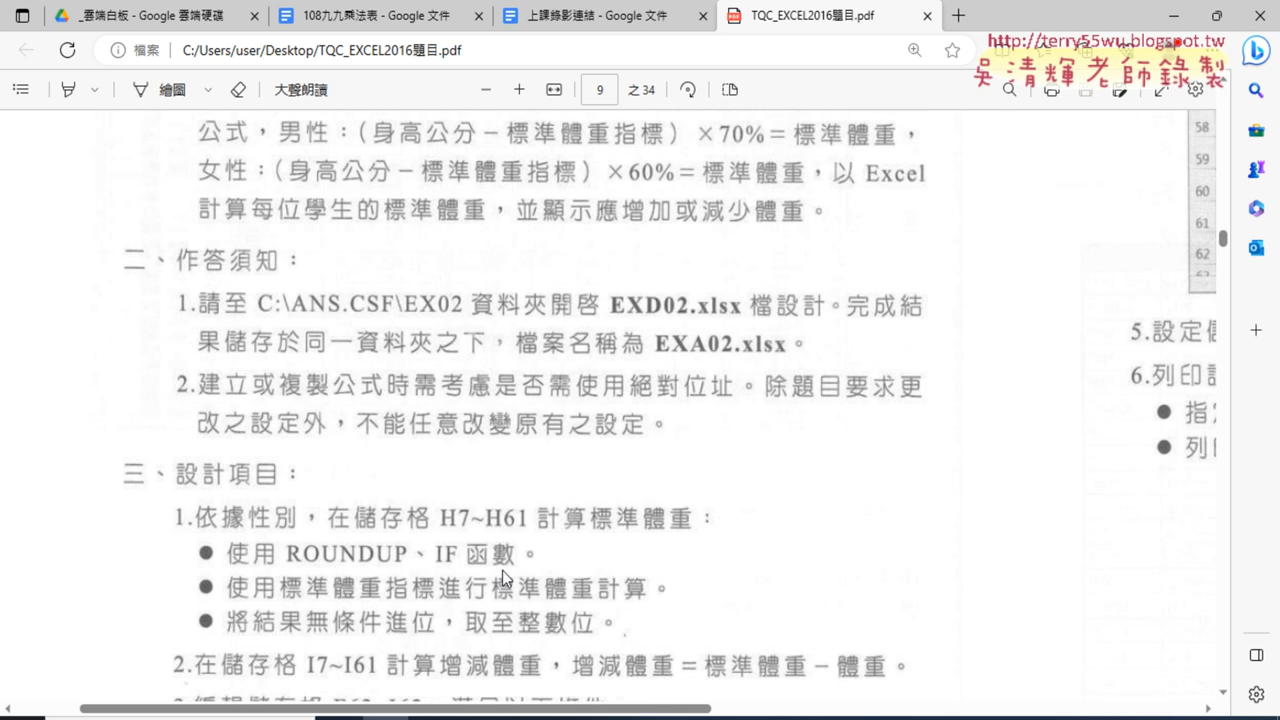 _雲端白板 - Google 雲端硬碟
108九九乘法表 - Google 文件
上課錄影連結 - Google 文件
TQC_EXCEL2016題目.pdf
檔案
C:/Users/user/Desktop/TQC_EXCEL2016題目.pdf
http://terry55wu.blogspot.tw
吳清輝老師錄製
繪圖
大聲朗讀
9 之 34
公式，男性：（身高公分－標準體重指標）×70%＝標準體重，
女性：（身高公分－標準體重指標）×60%＝標準體重，以 Excel
計算每位學生的標準體重，並顯示應增加或減少體重。
二、作答須知：
1.請至 C:\ANS.CSF\EX02 資料夾開啓 EXD02.xlsx 檔設計。完成結
果儲存於同一資料夾之下，檔案名稱為 EXA02.xlsx。
2.建立或複製公式時需考慮是否需使用絕對位址。除題目要求更
改之設定外，不能任意改變原有之設定。
三、設計項目：
1.依據性別，在儲存格 H7~H61 計算標準體重：
● 使用 ROUNDUP、IF 函數。
● 使用標準體重指標進行標準體重計算。
● 將結果無條件進位，取至整數位。
2.在儲存格 I7~I61 計算增減體重，增減體重＝標準體重－體重。
58
59
60
61
62
5.設定
6.列印
● 指
● 列